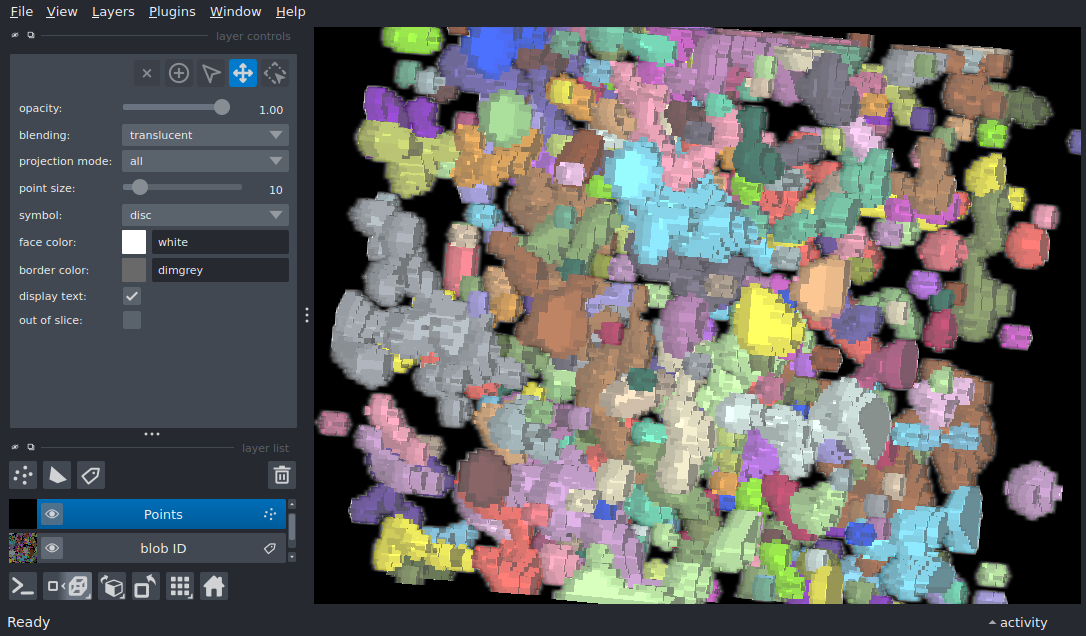 File View Layers Plugins Window Help
layer controls
opacity: 1.00
blending: translucent
projection mode: all
point size: 10
symbol: disc
face color: white
border color: dimgrey
display text:
out of slice:
layer list
Points
blob ID
Ready activity